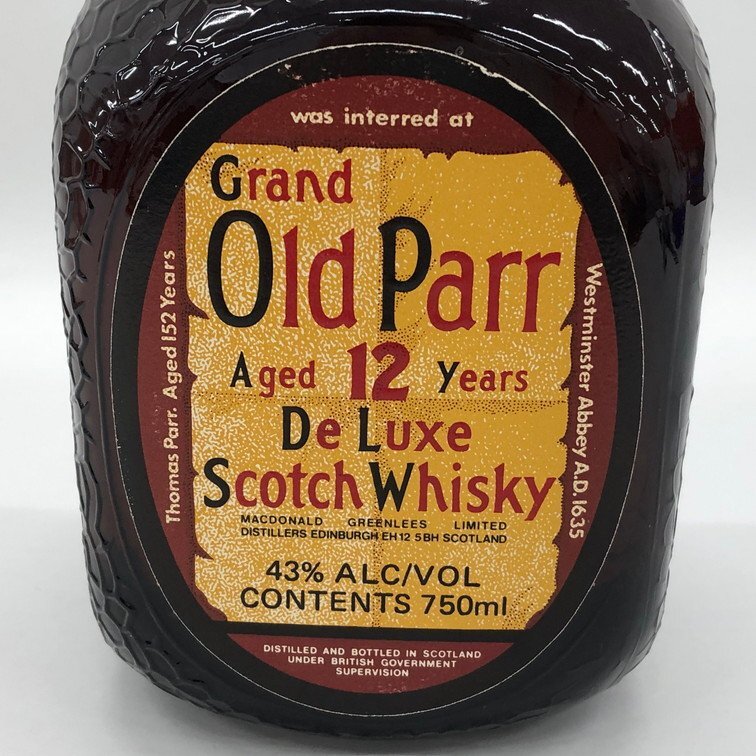 Thomas Parr. Aged 152 Years
was interred at
Westminster Abbey A.D. 1635
Grand
Old Parr
Aged 12 Years
De Luxe
Scotch Whisky
MACDONALD GREENLEES LIMITED
DISTILLERS EDINBURGH EH12 5BH SCOTLAND
43% ALC/VOL
CONTENTS 750ml
DISTILLED AND BOTTLED IN SCOTLAND
UNDER BRITISH GOVERNMENT
SUPERVISION